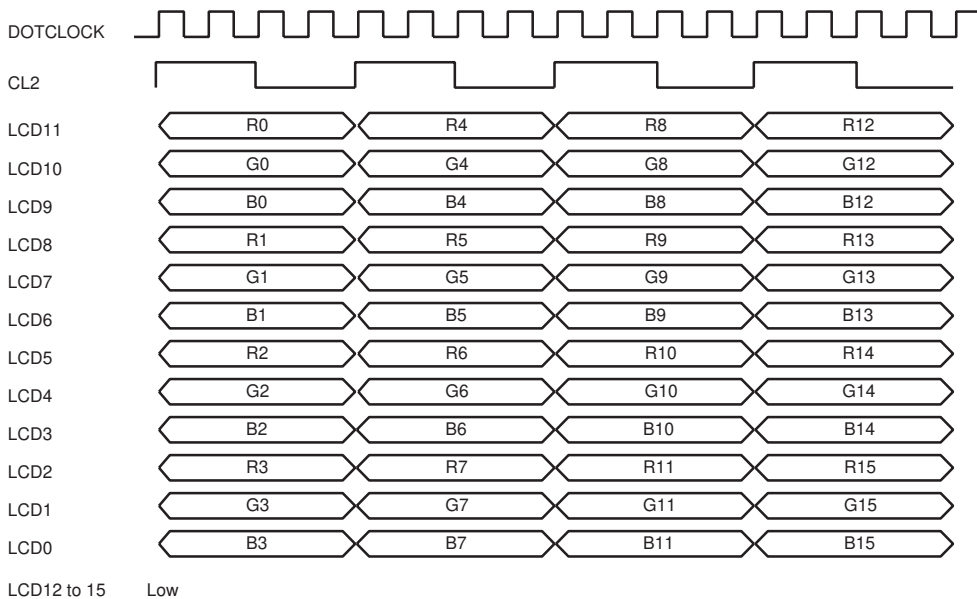 DOTCLOCK
CL2
LCD11 R0 R4 R8 R12
LCD10 G0 G4 G8 G12
LCD9 B0 B4 B8 B12
LCD8 R1 R5 R9 R13
LCD7 G1 G5 G9 G13
LCD6 B1 B5 B9 B13
LCD5 R2 R6 R10 R14
LCD4 G2 G6 G10 G14
LCD3 B2 B6 B10 B14
LCD2 R3 R7 R11 R15
LCD1 G3 G7 G11 G15
LCD0 B3 B7 B11 B15
LCD12 to 15 Low